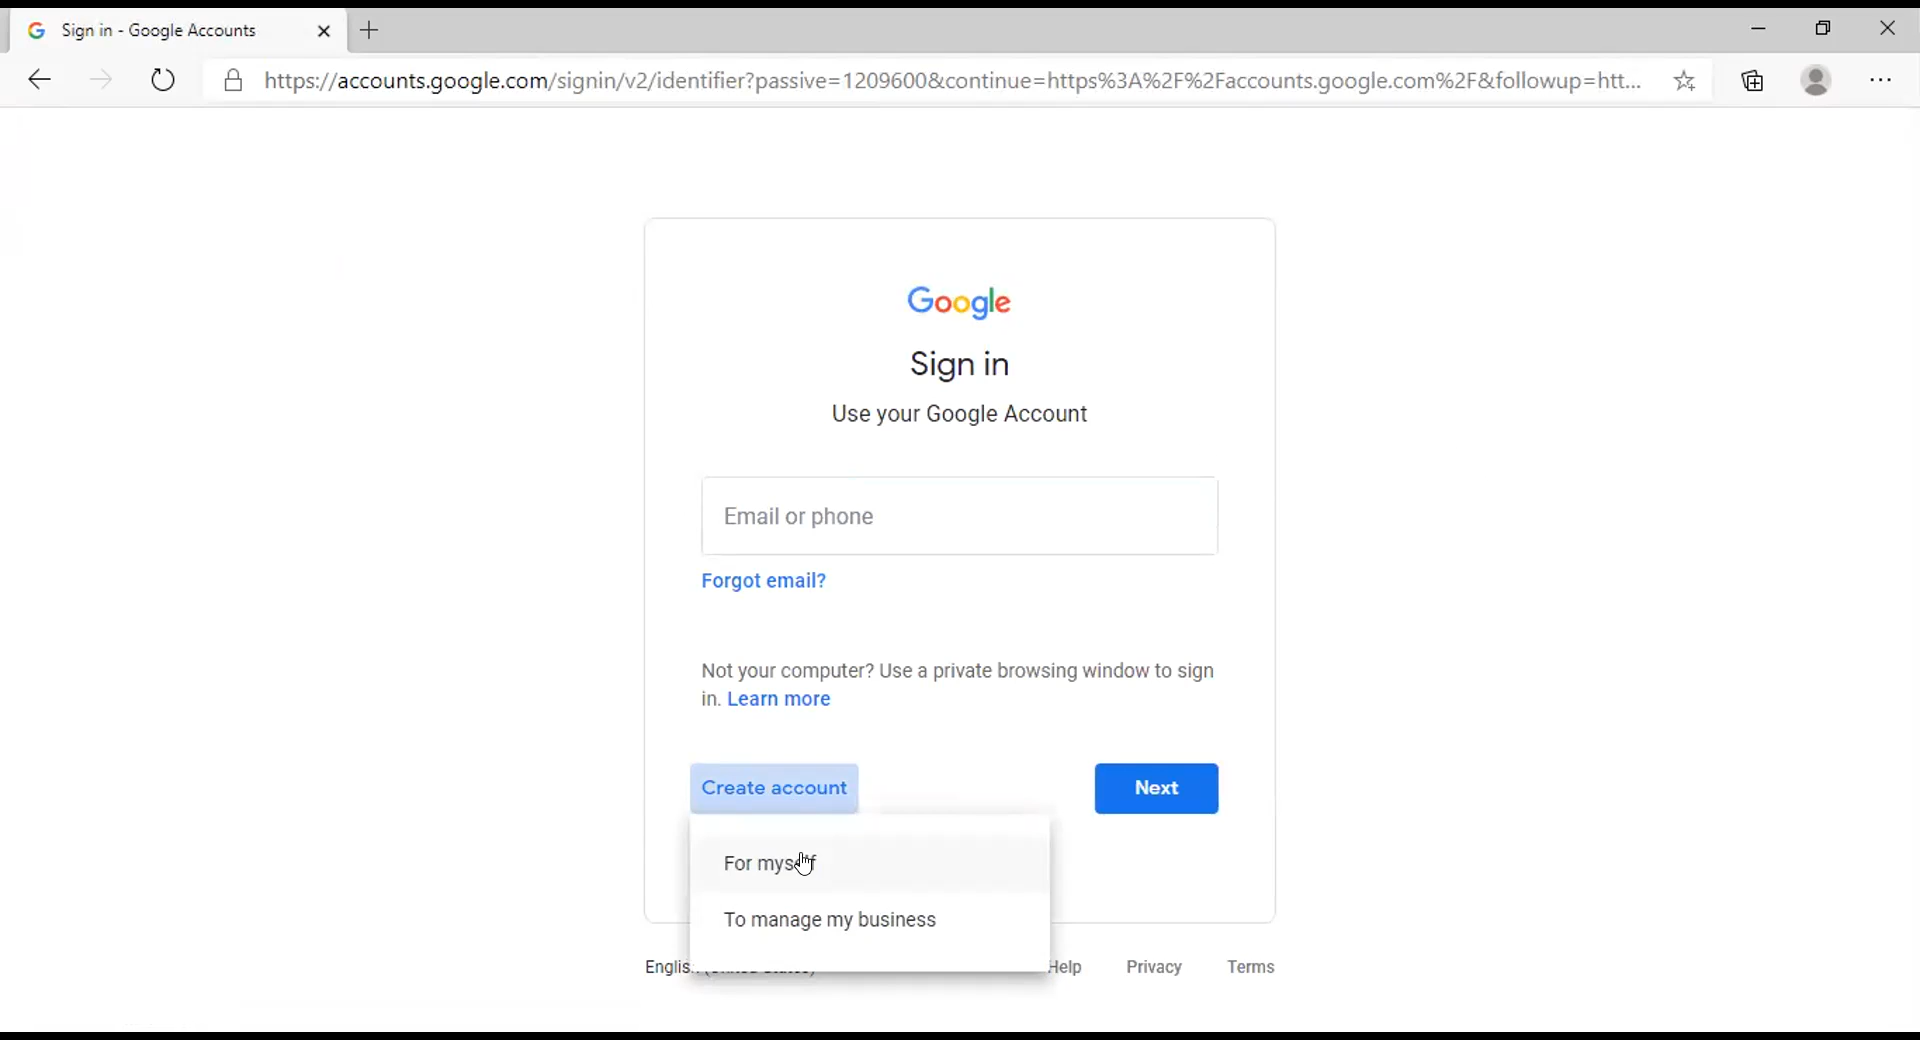 Sign in - Google Accounts
https://accounts.google.com/signin/v2/identifier?passive=1209600&continue=https%3A%2F%2Faccounts.google.com%2F&followup=htt...
Google
Sign in
Use your Google Account
Email or phone
Forgot email?
Not your computer? Use a private browsing window to sign
in. Learn more
Create account
Next
For myself
To manage my business
Help Privacy Terms